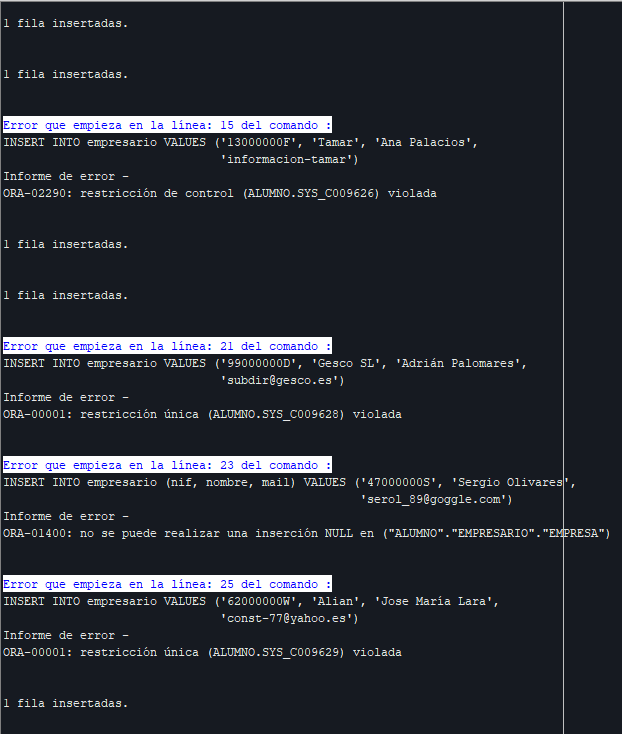 1 fila insertadas.
1 fila insertadas.
Error que empieza en la línea: 15 del comando :
INSERT INTO empresario VALUES ('13000000F', 'Tamar', 'Ana Palacios',
'informacion-tamar')
Informe de error -
ORA-02290: restricción de control (ALUMNO.SYS_C009626) violada
1 fila insertadas.
1 fila insertadas.
Error que empieza en la línea: 21 del comando :
INSERT INTO empresario VALUES ('99000000D', 'Gesco SL', 'Adrián Palomares',
'subdir@gesco.es')
Informe de error -
ORA-00001: restricción única (ALUMNO.SYS_C009628) violada
Error que empieza en la línea: 23 del comando :
INSERT INTO empresario (nif, nombre, mail) VALUES ('47000000S', 'Sergio Olivares',
'serol_89@goggle.com')
Informe de error -
ORA-01400: no se puede realizar una inserción NULL en ("ALUMNO"."EMPRESARIO"."EMPRESA")
Error que empieza en la línea: 25 del comando :
INSERT INTO empresario VALUES ('62000000W', 'Alian', 'Jose María Lara',
'const-77@yahoo.es')
Informe de error -
ORA-00001: restricción única (ALUMNO.SYS_C009629) violada
1 fila insertadas.